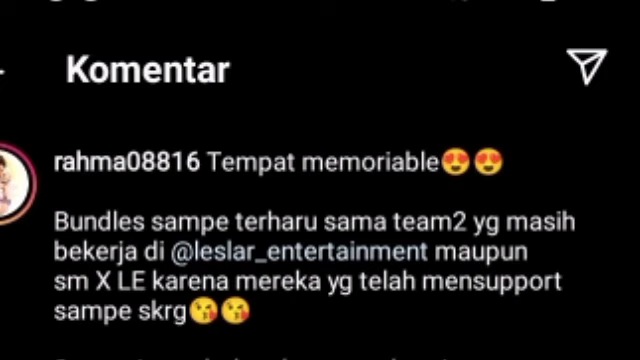 Komentar
rahma08816 Tempat memoriable😍😍
Bundles sampe terharu sama team2 yg masih
bekerja di @leslar_entertainment maupun
sm X LE karena mereka yg telah mensupport
sampe skrg😘😘